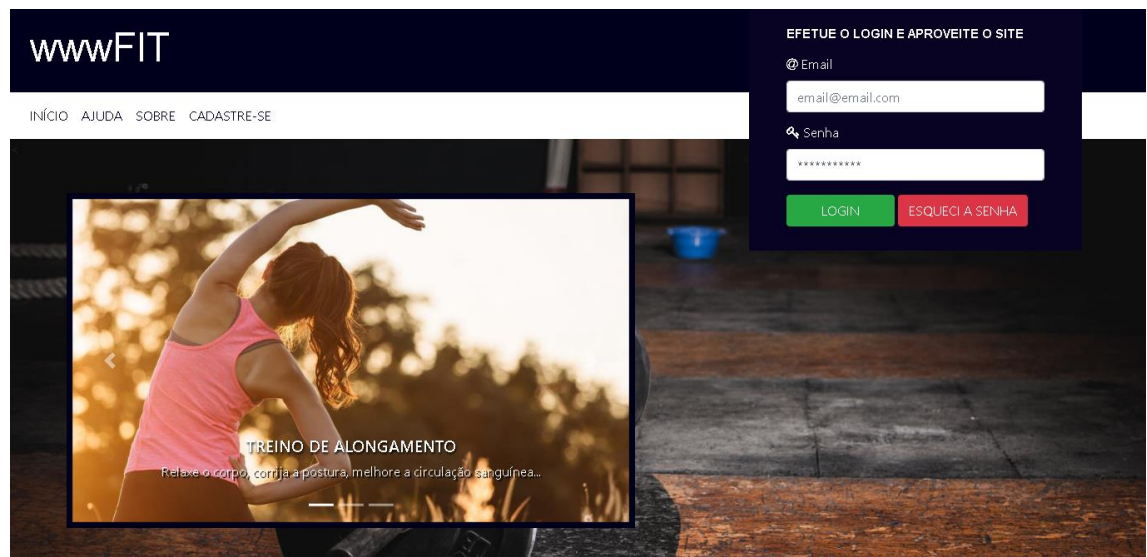 wwwFIT
EFETUE O LOGIN E APROVEITE O SITE
@ Email
email@email.com
Senha
***********
LOGIN
ESQUECI A SENHA
INÍCIO
AJUDA
SOBRE
CADASTRE-SE
TREINO DE ALONGAMENTO
Relaxe o corpo, corrija a postura, melhore a circulação sanguínea...